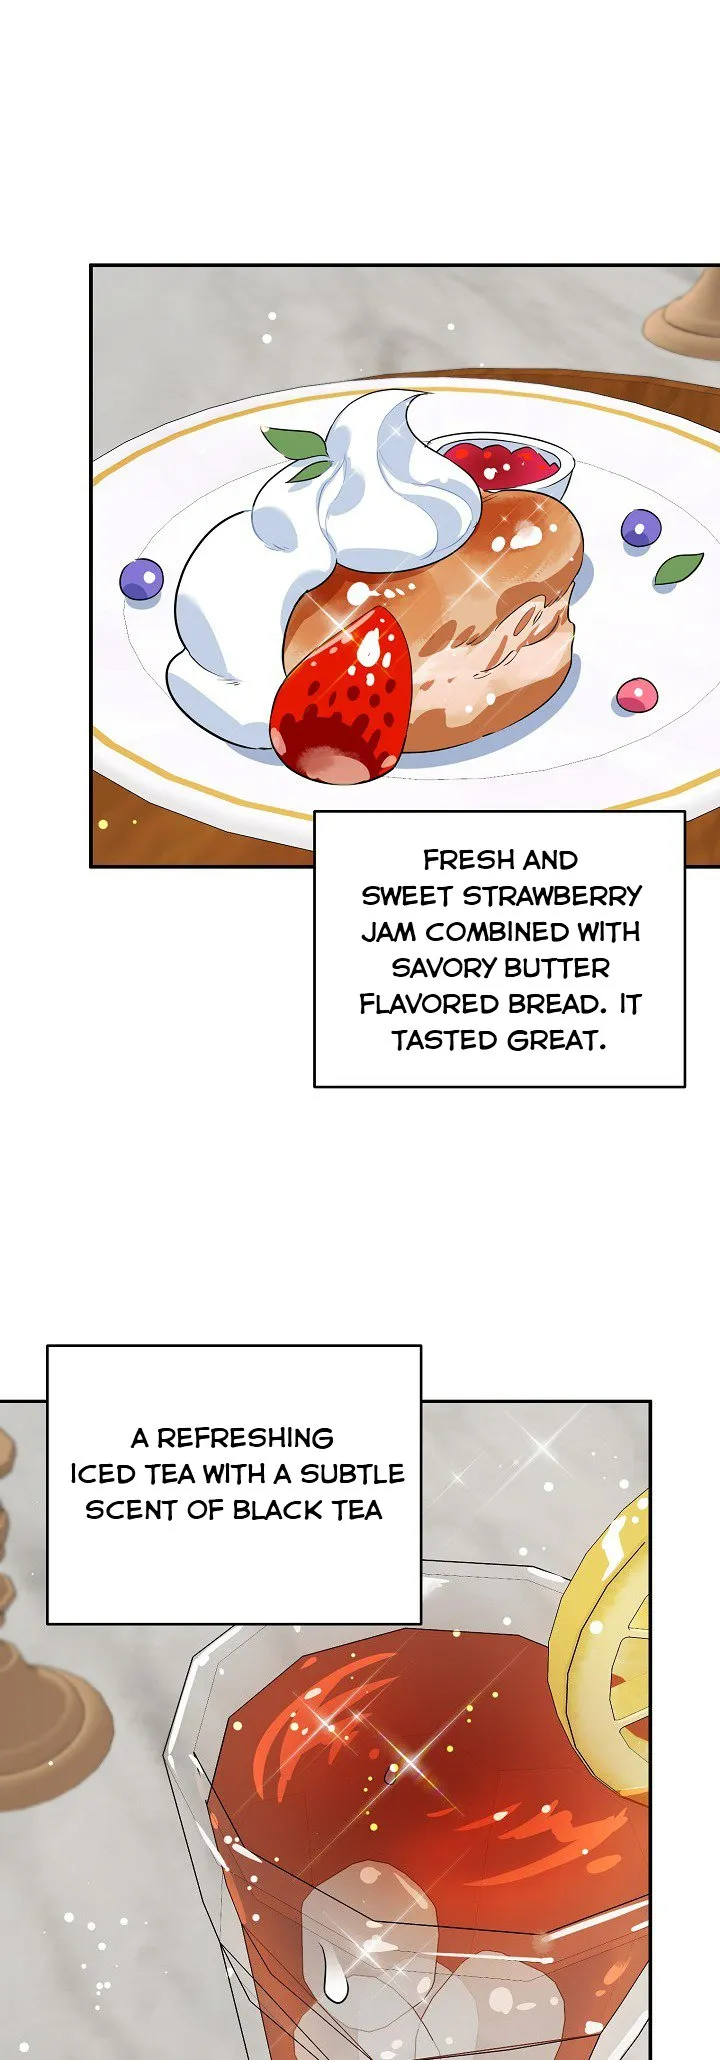 FRESH AND
SWEET STRAWBERRY
JAM COMBINED WITH
SAVORY BUTTER
FLAVORED BREAD. IT
TASTED GREAT.
A REFRESHING
ICED TEA WITH A SUBTLE
SCENT OF BLACK TEA